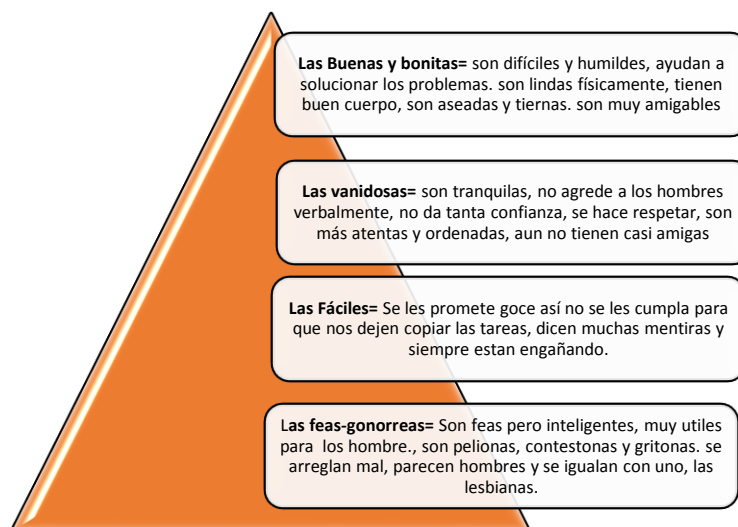 Las Buenas y bonitas= son difíciles y humildes, ayudan a
solucionar los problemas. son lindas físicamente, tienen
buen cuerpo, son aseadas y tiernas. son muy amigables
Las vanidosas= son tranquilas, no agrede a los hombres
verbalmente, no da tanta confianza, se hace respetar, son
más atentas y ordenadas, aun no tienen casi amigas
Las Fáciles= Se les promete goce así no se les cumpla para
que nos dejen copiar las tareas, dicen muchas mentiras y
siempre estan engañando.
Las feas-gonorreas= Son feas pero inteligentes, muy utiles
para los hombre., son pelionas, contestonas y gritonas. se
arreglan mal, parecen hombres y se igualan con uno, las
lesbianas.